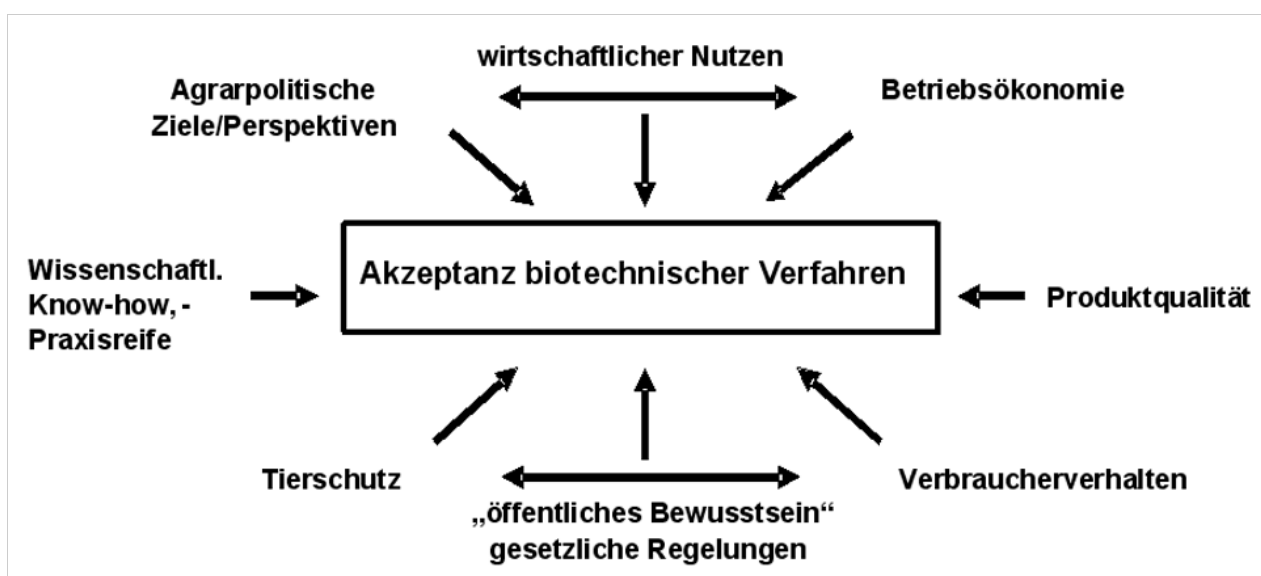 wirtschaftlicher Nutzen
Agrarpolitische
Ziele/Perspektiven
Betriebsökonomie
Akzeptanz biotechnischer Verfahren
Wissenschaftl.
Know-how, -
Praxisreife
Produktqualität
Tierschutz
Verbraucherverhalten
„öffentliches Bewusstsein“
gesetzliche Regelungen